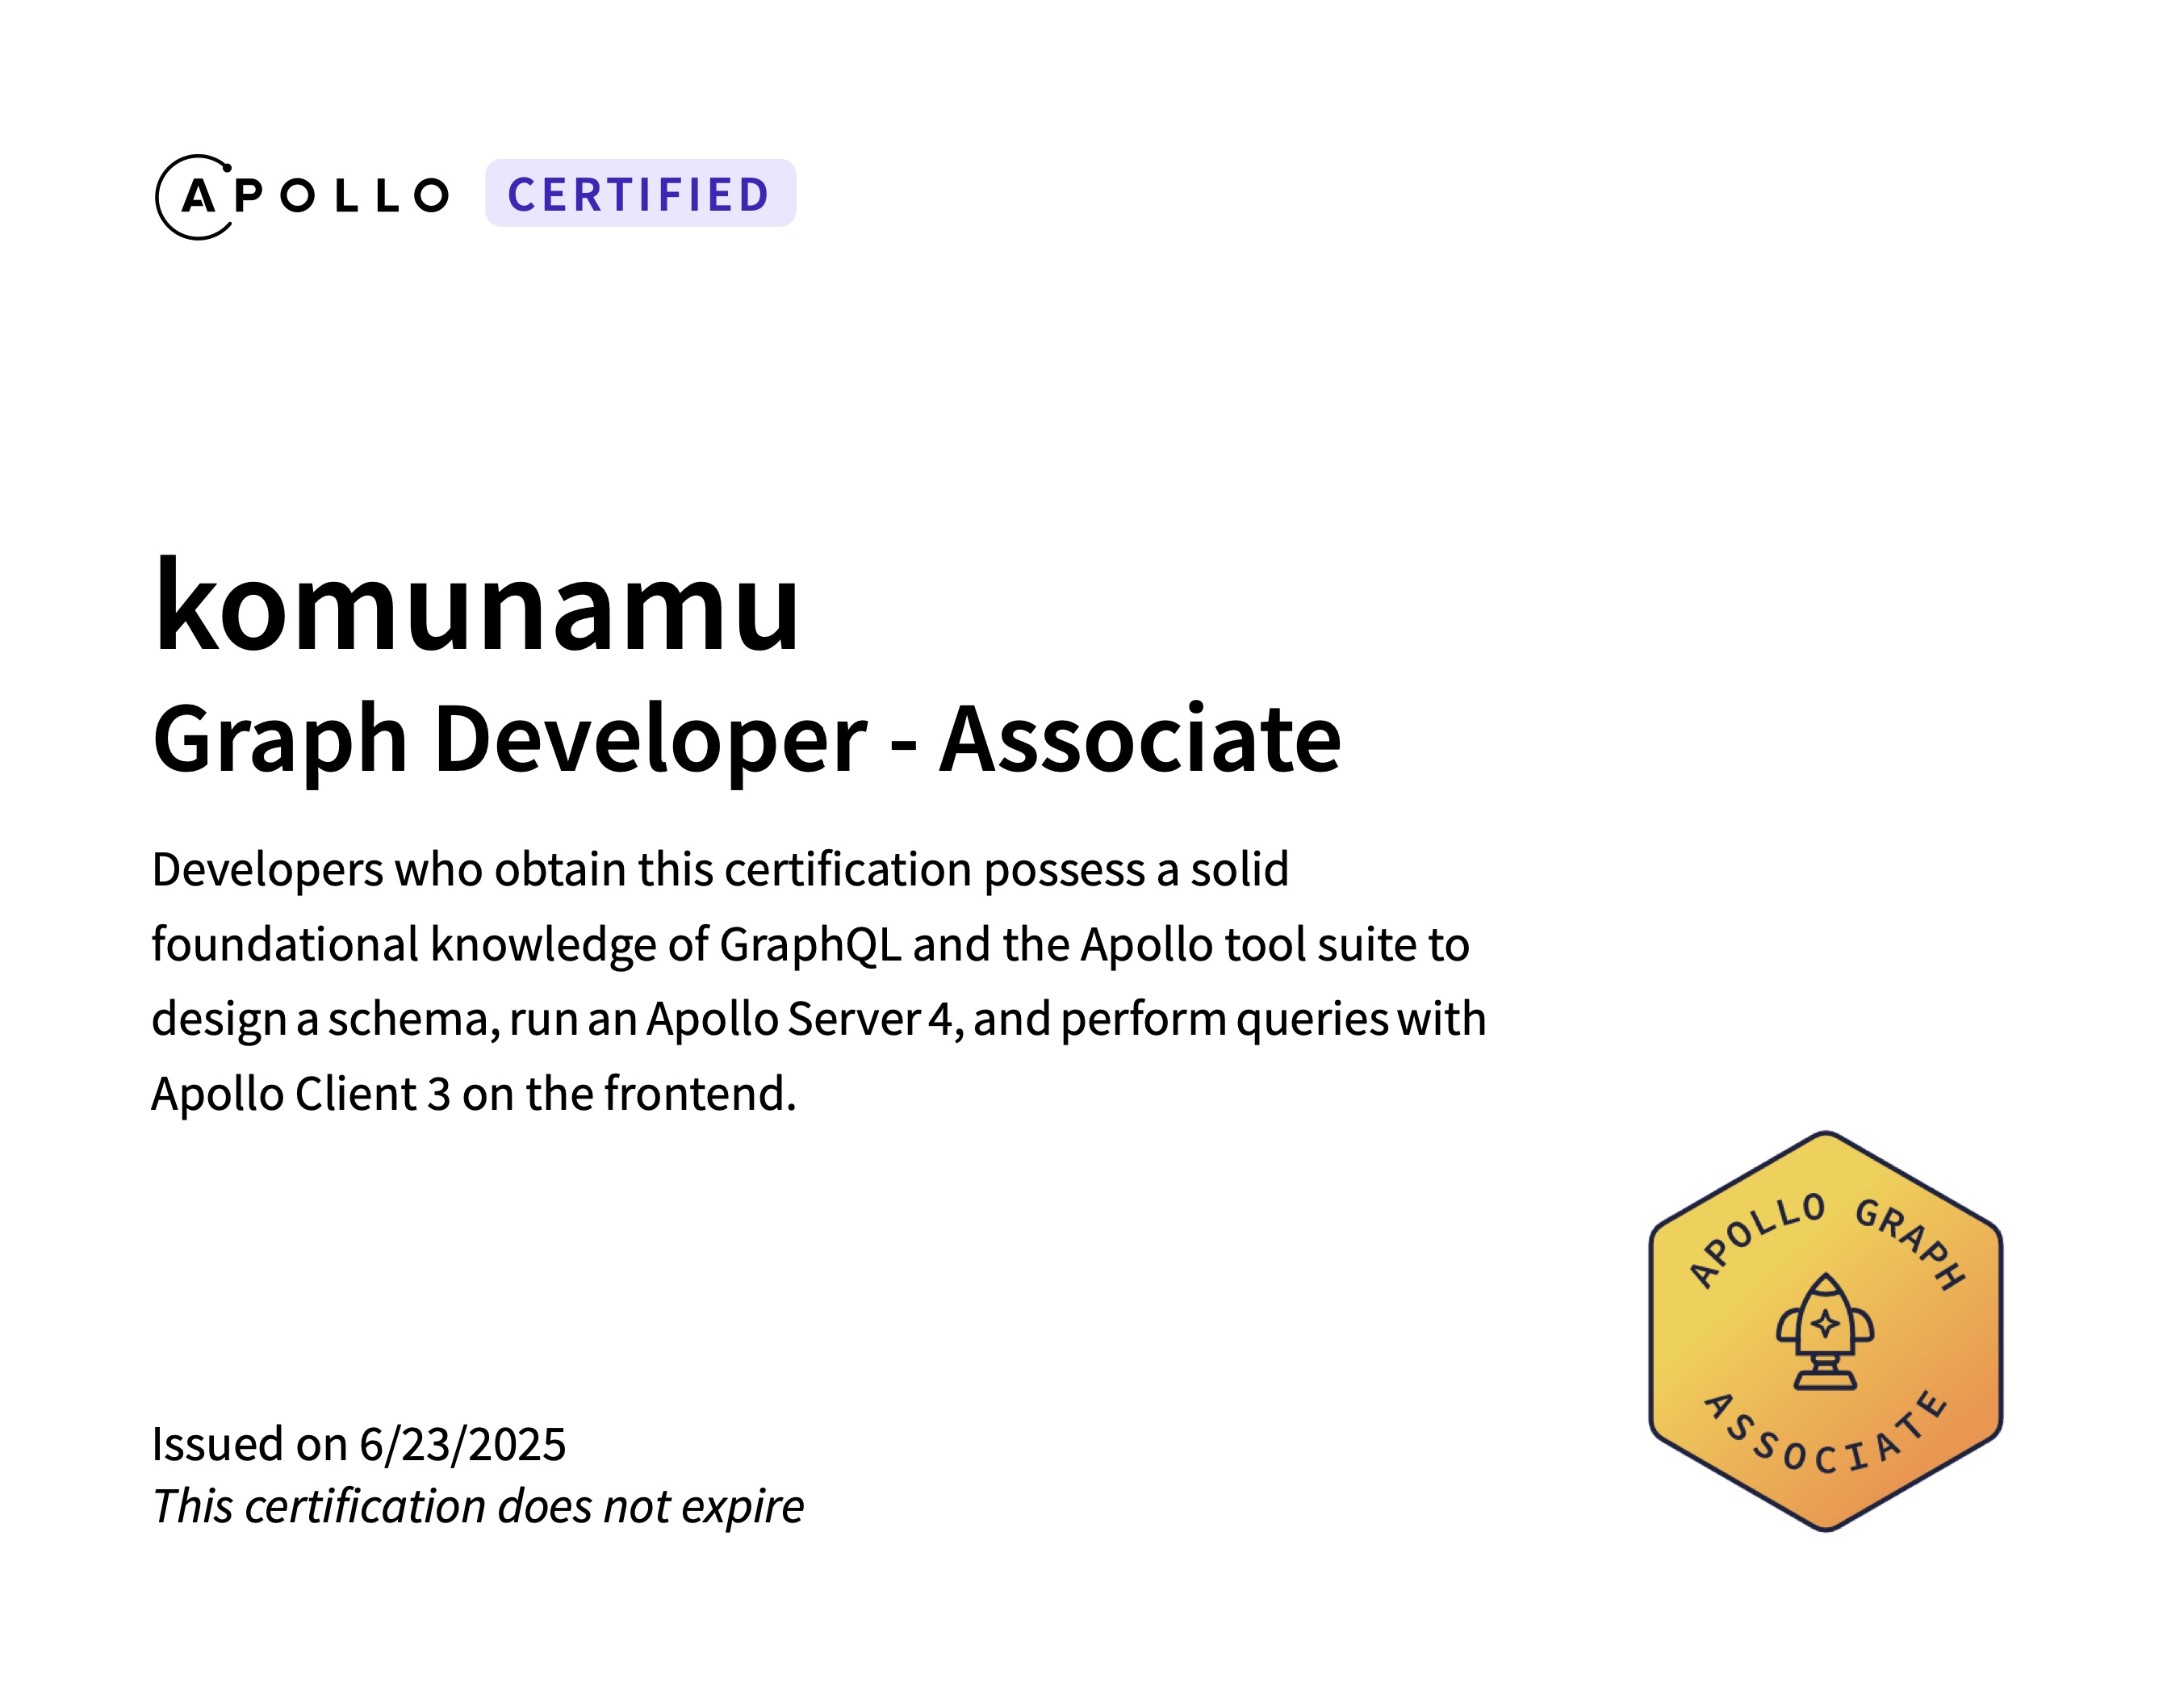 APOLLO CERTIFIED
komunamu
Graph Developer - Associate
Developers who obtain this certification possess a solid
foundational knowledge of GraphQL and the Apollo tool suite to
design a schema, run an Apollo Server 4, and perform queries with
Apollo Client 3 on the frontend.
APOLLO GRAPH
ASSOCIATE
Issued on 6/23/2025
This certification does not expire